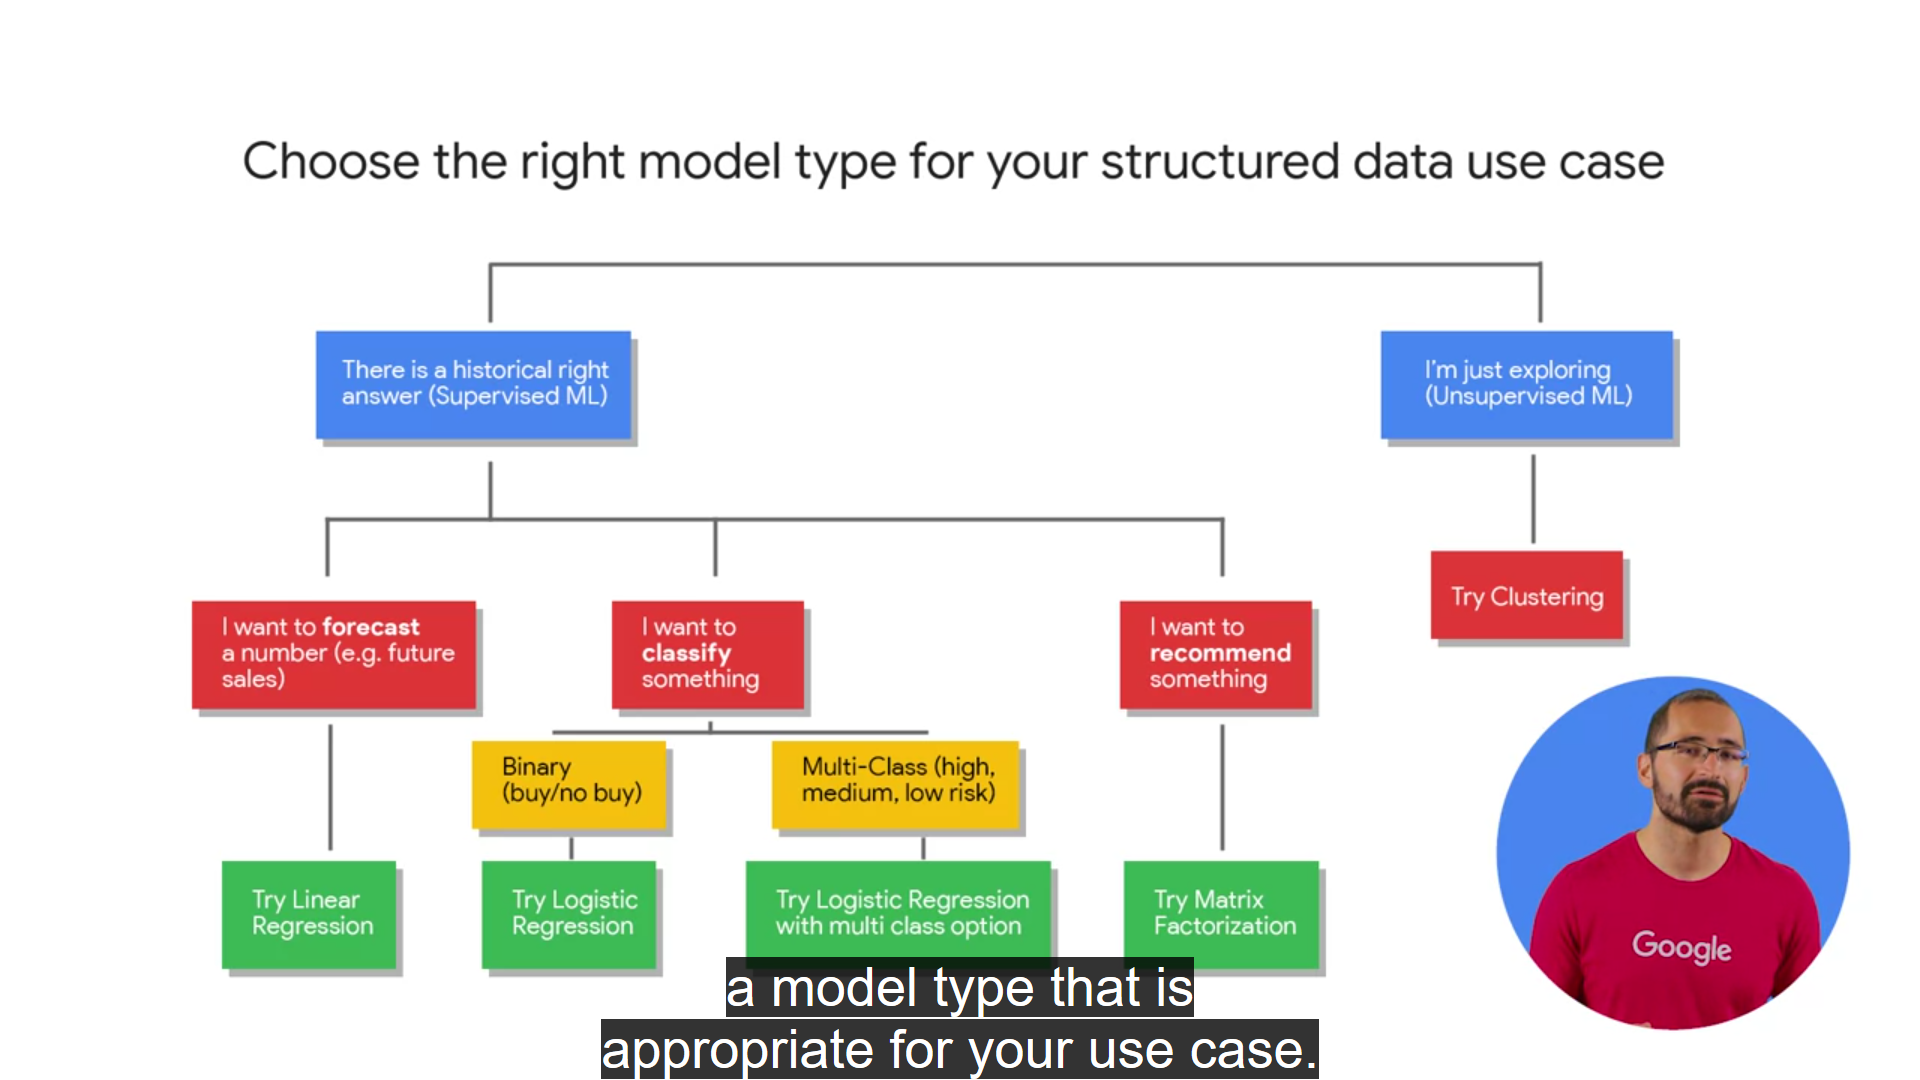 Choose the right model type for your structured data use case
There is a historical right
answer (Supervised ML)
I'm just exploring
(Unsupervised ML)
Try Clustering
I want to forecast
a number (e.g. future
sales)
I want to
classify
something
I want to
recommend
something
Binary
(buy/no buy)
Multi-Class (high,
medium, low risk)
Try Linear
Regression
Try Logistic
Regression
Try Logistic Regression
with multi class option
Try Matrix
Factorization
Google
a model type that is
appropriate for your use case.